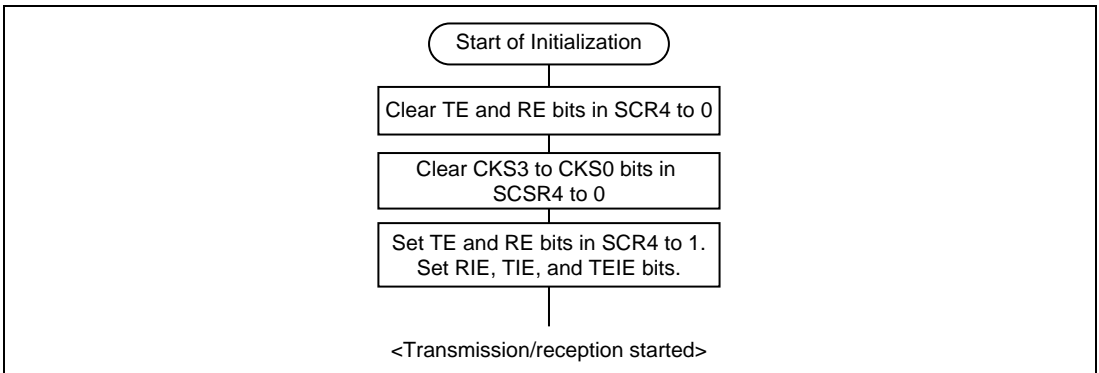 Start of Initialization
Clear TE and RE bits in SCR4 to 0
Clear CKS3 to CKS0 bits in
SCSR4 to 0
Set TE and RE bits in SCR4 to 1.
Set RIE, TIE, and TEIE bits.
<Transmission/reception started>